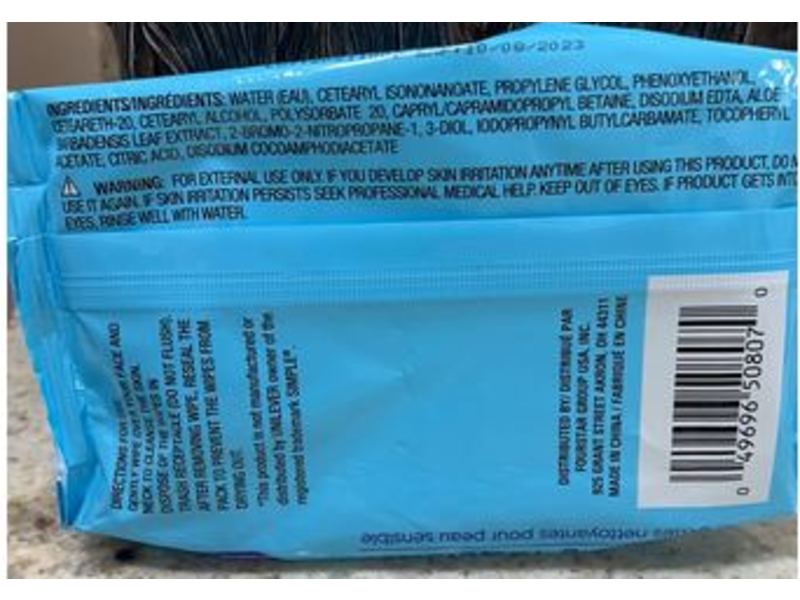 10/09/2023
INGREDIENTS/INGRÉDIENTS: WATER (EAU), CETEARYL ISONONANOATE, PROPYLENE GLYCOL, PHENOXYETHANOL,
CETEARETH-20, CETEARYL ALCOHOL, POLYSORBATE 20, CAPRYL/CAPRAMIDOPROPYL BETAINE, DISODIUM EDTA, ALOE
BARBADENSIS LEAF EXTRACT, 2-BROMO-2-NITROPROPANE-1, 3-DIOL, IODOPROPYNYL BUTYLCARBAMATE, TOCOPHERYL
ACETATE, CITRIC ACID, DISODIUM COCOAMPHODIACETATE
WARNING: FOR EXTERNAL USE ONLY. IF YOU DEVELOP SKIN IRRITATION ANYTIME AFTER USING THIS PRODUCT, DO N
USE IT AGAIN. IF SKIN IRRITATION PERSISTS SEEK PROFESSIONAL MEDICAL HELP. KEEP OUT OF EYES. IF PRODUCT GETS INTO
EYES, RINSE WELL WITH WATER.
DIRECTIONS FOR FACE AND
GENTLY WIPE OVER
NECK TO CLEANSE THE SKIN.
DISPOSE OF THE WIPES IN
TRASH RECEPTACLE (DO NOT FLUSH).
AFTER REMOVING WIPE, RESEAL THE
PACK TO PREVENT THE WIPES FROM
DRYING OUT.
*This product is not manufactured or
distributed by UNILEVER owner of the
registered trademark SIMPLE®.
DISTRIBUTED BY/ DISTRIBUÉ PAR
FOURSTAR GROUP USA, INC.
925 GRANT STREET AKRON, OH 44311
MADE IN CHINA / FABRIQUÉ EN CHINE
0 49696 50807 0
nettoyantes pour peau sensible